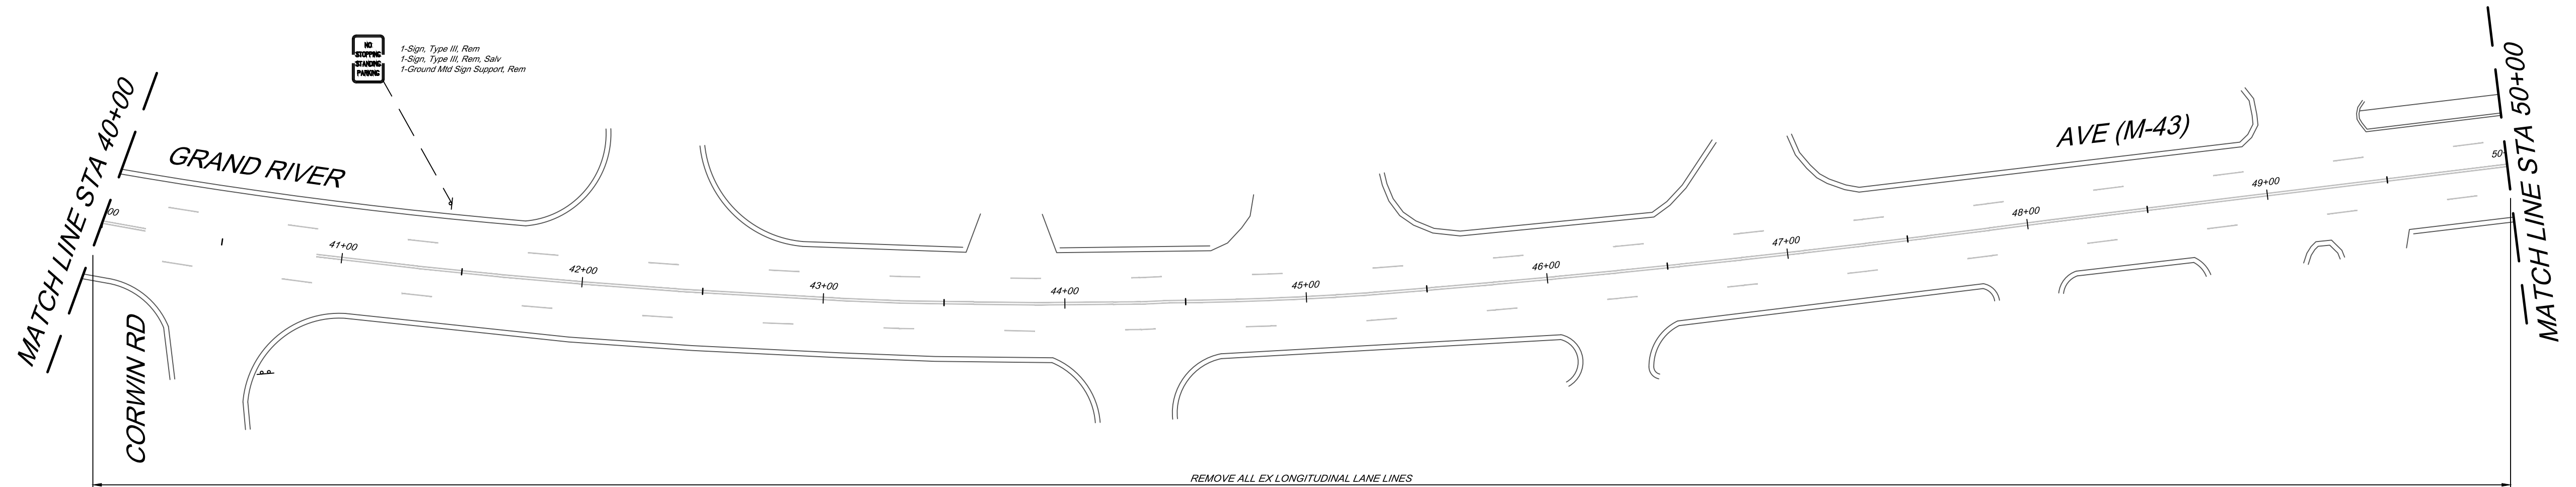 NO
STOPPING
STANDING
PARKING
1-Sign, Type III, Rem
1-Sign, Type III, Rem, Salv
1-Ground Mtd Sign Support, Rem
MATCH LINE STA 40+00
GRAND RIVER
AVE (M-43)
MATCH LINE STA 50+00
00
41+00
42+00
43+00
44+00
45+00
46+00
47+00
48+00
49+00
50+
CORWIN RD
REMOVE ALL EX LONGITUDINAL LANE LINES